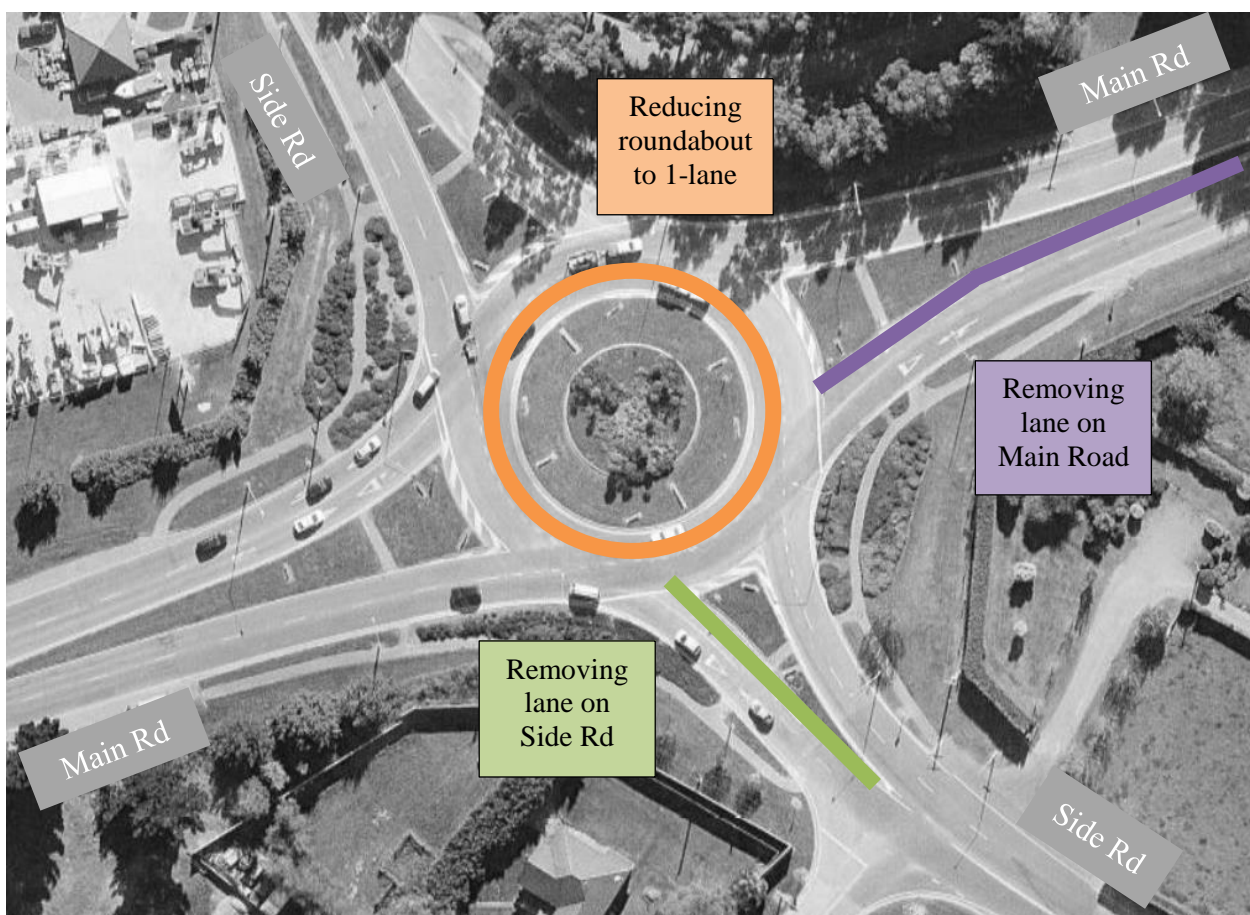 Side Rd
Reducing
roundabout
to 1-lane
Main Rd
Removing
lane on
Main Road
Removing
lane on
Side Rd
Main Rd
Side Rd